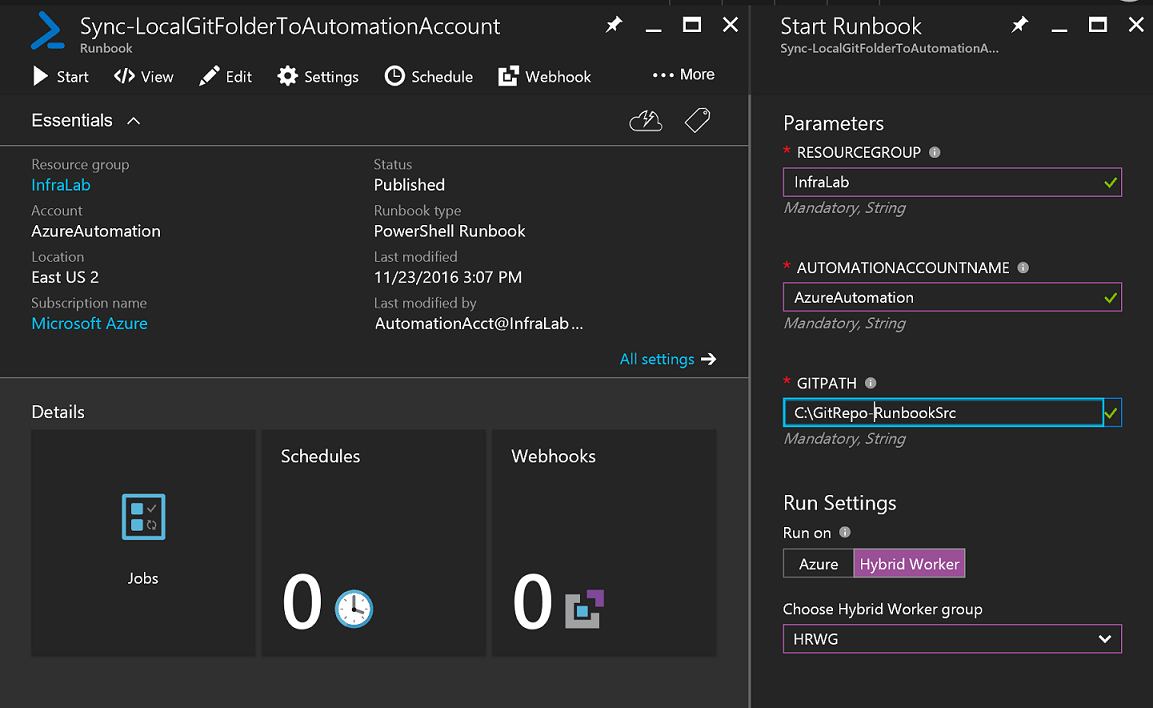 Sync-LocalGitFolderToAutomationAccount
Runbook
Start View Edit Settings Schedule Webhook ... More
Essentials
Resource group
InfraLab
Account
AzureAutomation
Location
East US 2
Subscription name
Microsoft Azure
Status
Published
Runbook type
PowerShell Runbook
Last modified
11/23/2016 3:07 PM
Last modified by
AutomationAcct@InfraLab...
All settings
Details
Jobs
Schedules
0
Webhooks
0
Start Runbook
Sync-LocalGitFolderToAutomationA...
Parameters
* RESOURCEGROUP
InfraLab
Mandatory, String
* AUTOMATIONACCOUNTNAME
AzureAutomation
Mandatory, String
* GITPATH
C:\GitRepo-RunbookSrc
Mandatory, String
Run Settings
Run on
Azure Hybrid Worker
Choose Hybrid Worker group
HRWG